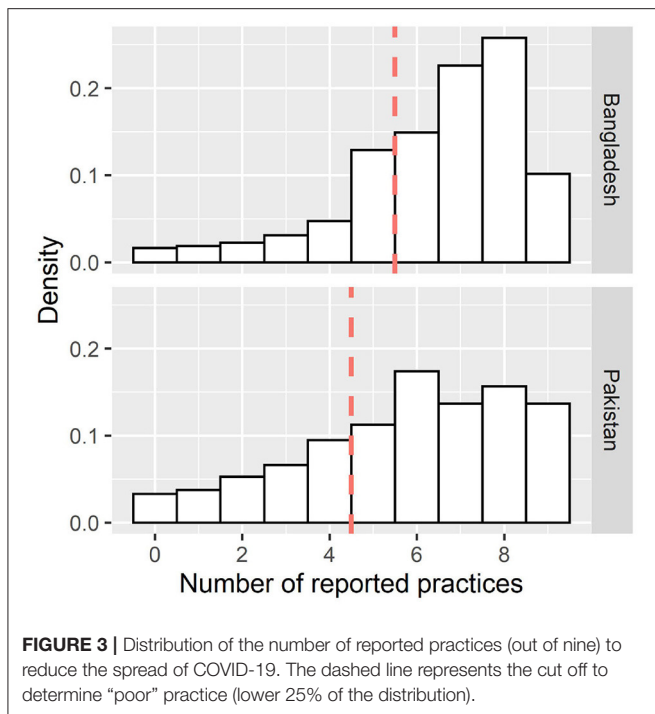 0.2
0.1
0.0
Bangladesh
Density
0.2
0.1
0.0
Pakistan
0 2 4 6 8
Number of reported practices
FIGURE 3 | Distribution of the number of reported practices (out of nine) to
reduce the spread of COVID-19. The dashed line represents the cut off to
determine “poor” practice (lower 25% of the distribution).